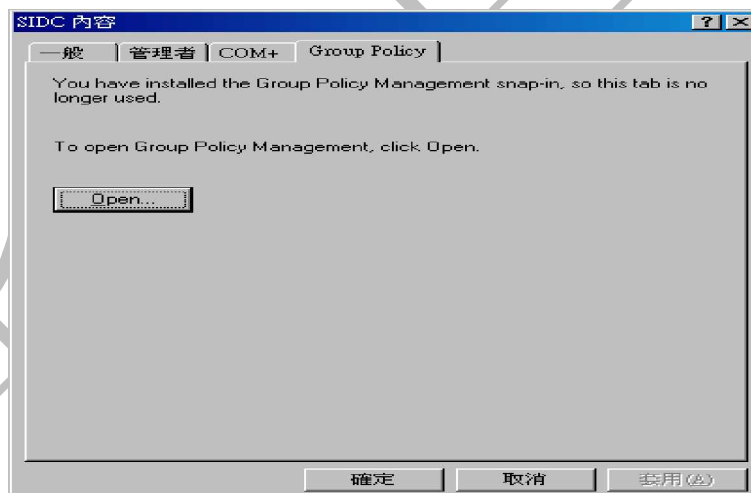 SIDC 內容
一般 管理者 COM+ Group Policy
You have installed the Group Policy Management snap-in, so this tab is no
longer used.
To open Group Policy Management, click Open.
Open...
確定 取消 套用(A)